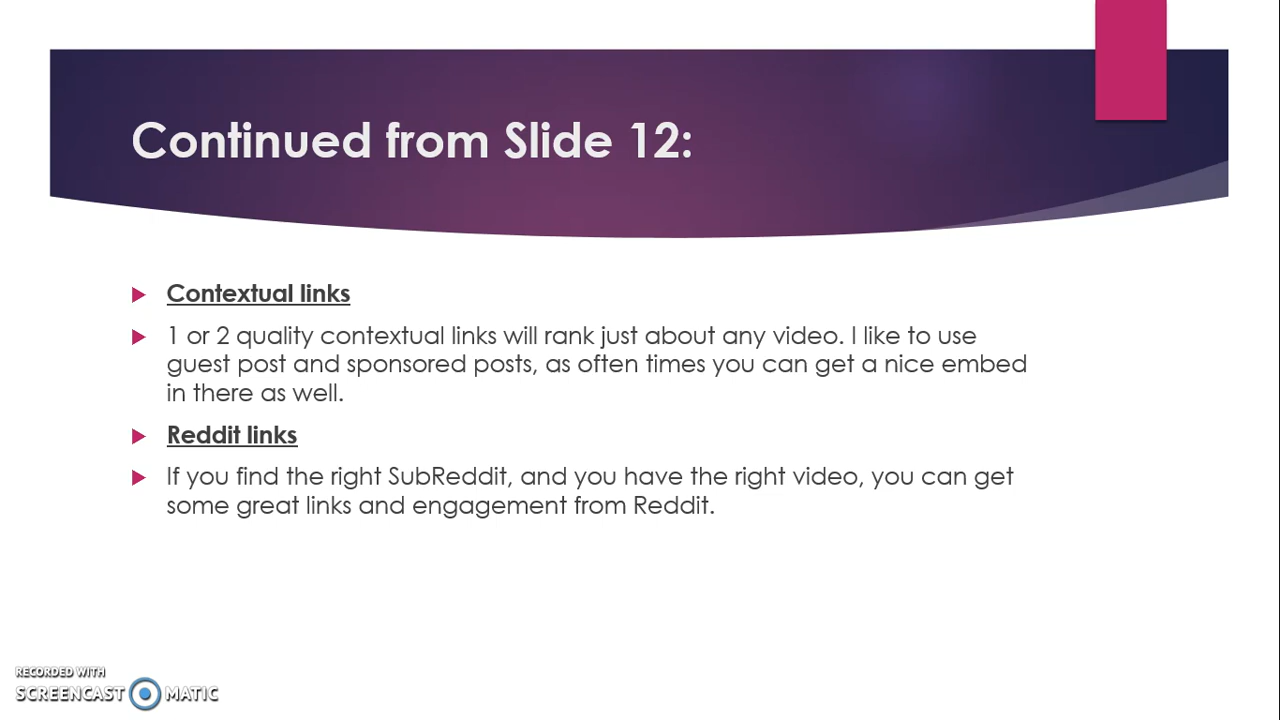 Continued from Slide 12:
Contextual links
1 or 2 quality contextual links will rank just about any video. I like to use
guest post and sponsored posts, as often times you can get a nice embed
in there as well.
Reddit links
If you find the right SubReddit, and you have the right video, you can get
some great links and engagement from Reddit.
RECORDED WITH
SCREENCAST MATIC